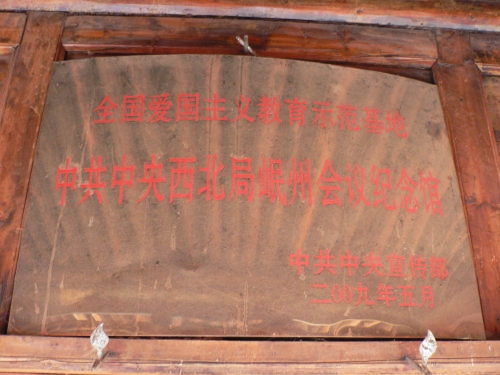 全国爱国主义教育示范基地
中共中央西北局岷州会议纪念馆
中共中央宣传部
二00九年五月